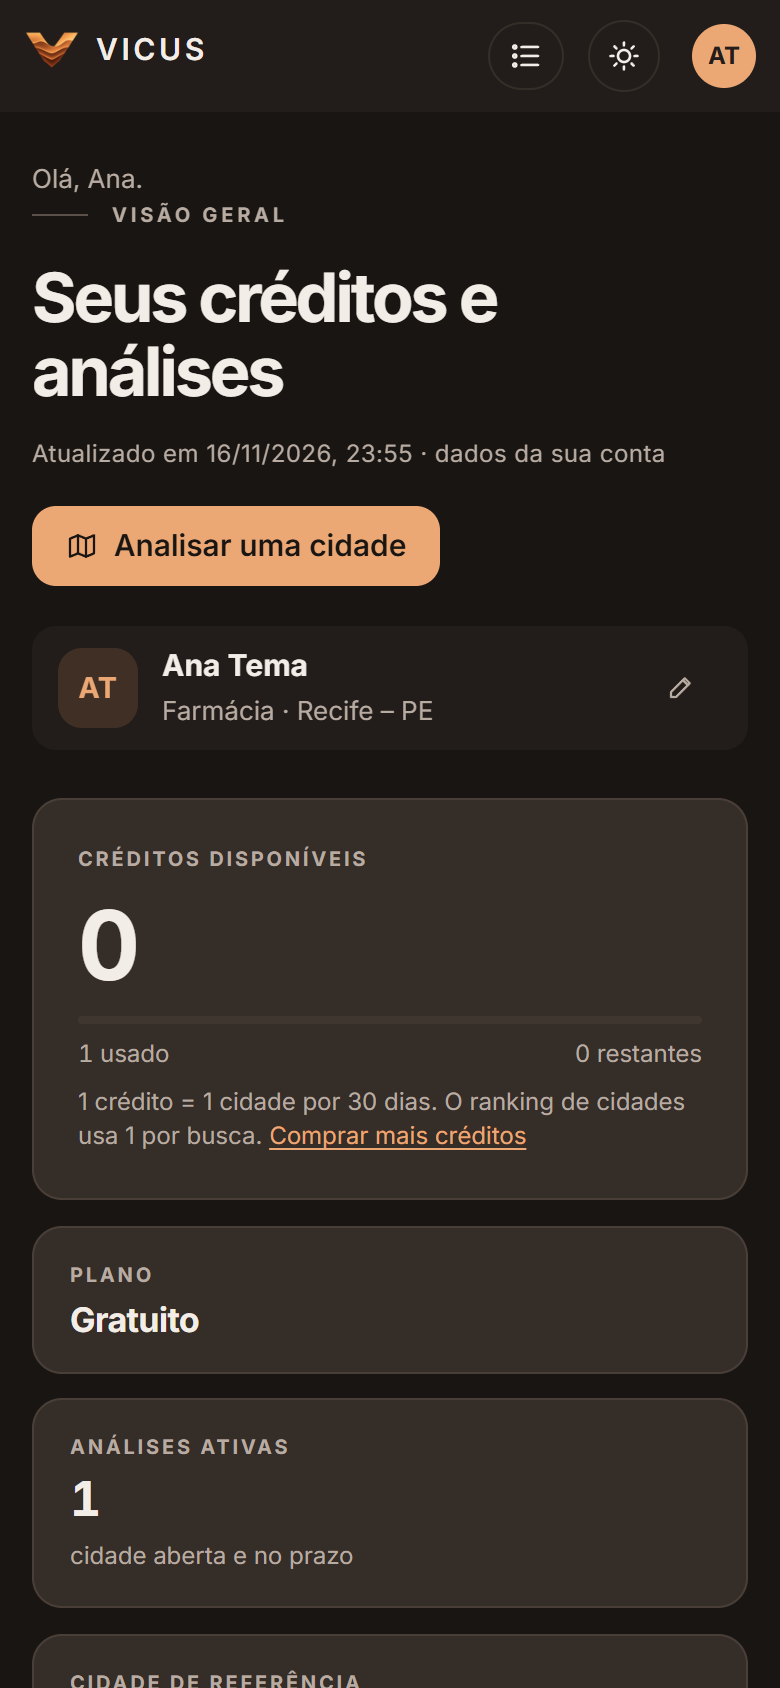 VICUS
AT
Olá, Ana.
VISÃO GERAL
Seus créditos e
análises
Atualizado em 16/11/2026, 23:55 · dados da sua conta
Analisar uma cidade
AT
Ana Tema
Farmácia · Recife – PE
CRÉDITOS DISPONÍVEIS
0
1 usado
0 restantes
1 crédito = 1 cidade por 30 dias. O ranking de cidades
usa 1 por busca. Comprar mais créditos
PLANO
Gratuito
ANÁLISES ATIVAS
1
cidade aberta e no prazo
CIDADE DE REFERÊNCIA